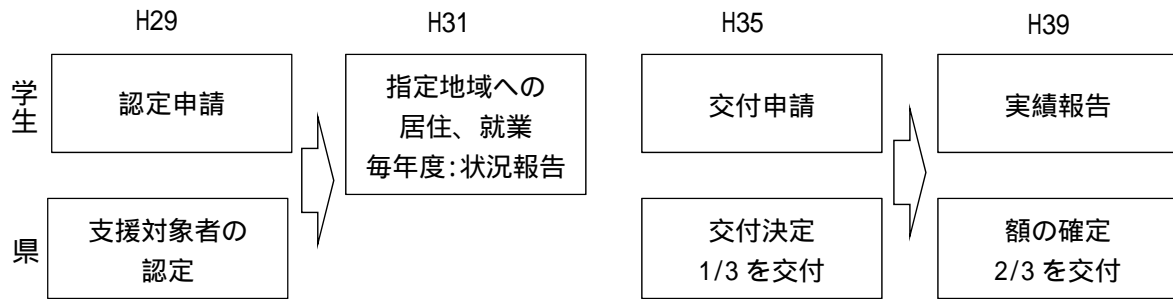 H29
H31
H35
H39
学生
認定申請
指定地域への
居住、就業
毎年度:状況報告
交付申請
実績報告
県
支援対象者の
認定
交付決定
1/3 を交付
額の確定
2/3 を交付